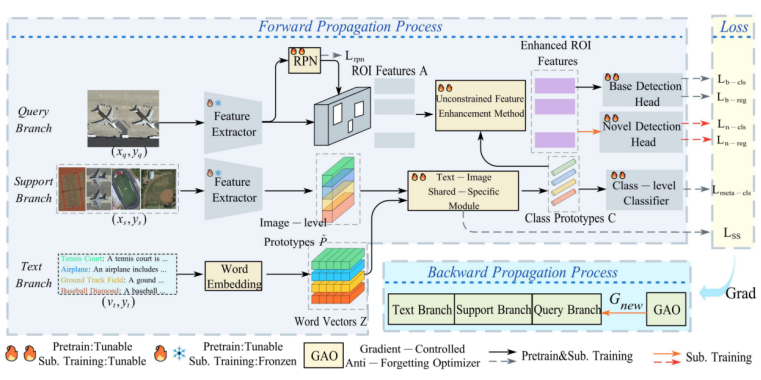 Forward Propagation Process
Loss
RPN
L_rpn
ROI Features A
Enhanced ROI
Features
Query
Branch
Feature
Extractor
Unconstrained Feature
Enhancement Method
Base Detection
Head
L_b-cls
L_b-reg
Novel Detection
Head
L_n-cls
L_n-reg
(x_q, y_q)
Support
Branch
Feature
Extractor
Text-Image
Shared-Specific
Module
Class-level
Classifier
L_meta-cls
(x_s, y_s)
Image-level
Prototypes P̂
Class Prototypes C
L_SS
Text
Branch
Tennis Court: A tennis court is ...
Airplane: An airplane includes ...
Ground Track Field: A gound ...
Baseball Diamond: A baseball ...
(v_t, y_t)
Word
Embedding
Word Vectors Z
Backward Propagation Process
Grad
Text Branch
Support Branch
Query Branch
G_new
GAO
Pretrain:Tunable
Sub. Training:Tunable
Pretrain:Tunable
Sub. Training:Fronzen
GAO
Gradient-Controlled
Anti-Forgetting Optimizer
Pretrain&Sub. Training
Sub. Training